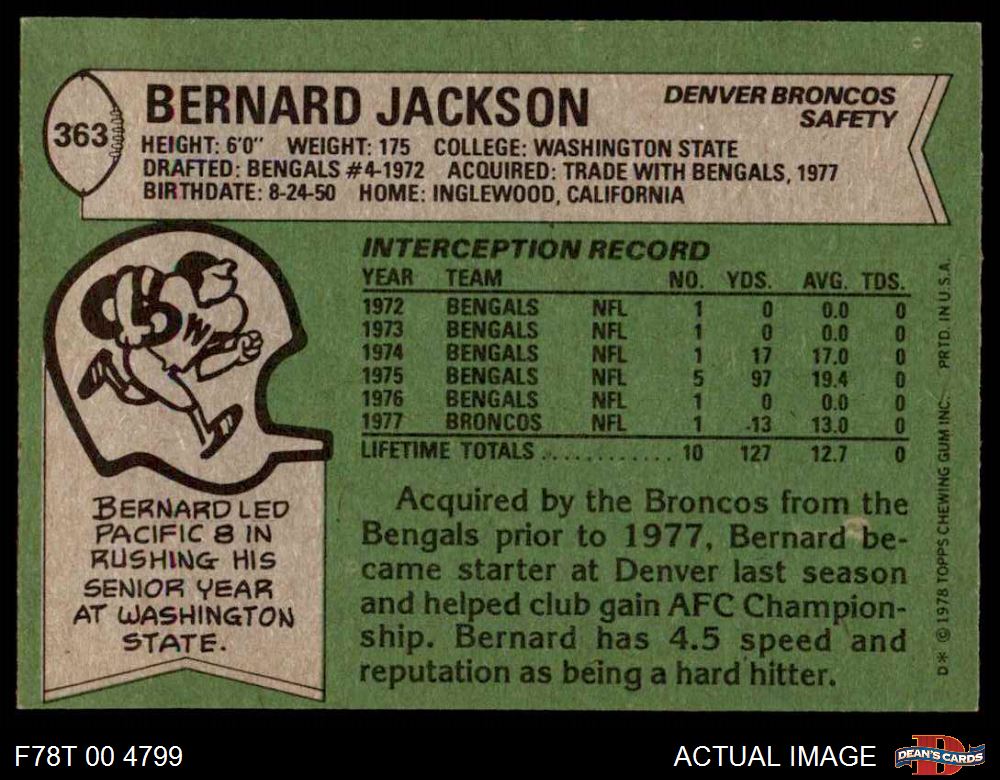 363
BERNARD JACKSON
DENVER BRONCOS
SAFETY
HEIGHT: 6'0" WEIGHT: 175 COLLEGE: WASHINGTON STATE
DRAFTED: BENGALS #4-1972 ACQUIRED: TRADE WITH BENGALS, 1977
BIRTHDATE: 8-24-50 HOME: INGLEWOOD, CALIFORNIA
INTERCEPTION RECORD
YEAR TEAM NO. YDS. AVG. TDS.
1972 BENGALS NFL 1 0 0.0 0
1973 BENGALS NFL 1 0 0.0 0
1974 BENGALS NFL 1 17 17.0 0
1975 BENGALS NFL 5 97 19.4 0
1976 BENGALS NFL 1 0 0.0 0
1977 BRONCOS NFL 1 13 13.0 0
LIFETIME TOTALS ............ 10 127 12.7 0
W
BERNARD LED
PACIFIC 8 IN
RUSHING HIS
SENIOR YEAR
AT WASHINGTON
STATE.
Acquired by the Broncos from the
Bengals prior to 1977, Bernard be-
came starter at Denver last season
and helped club gain AFC Champion-
ship. Bernard has 4.5 speed and
reputation as being a hard hitter.
D* © 1978 TOPPS CHEWING GUM INC. PRTD. IN U.S.A.
F78T 00 4799
ACTUAL IMAGE
D
DEAN'S CARDS